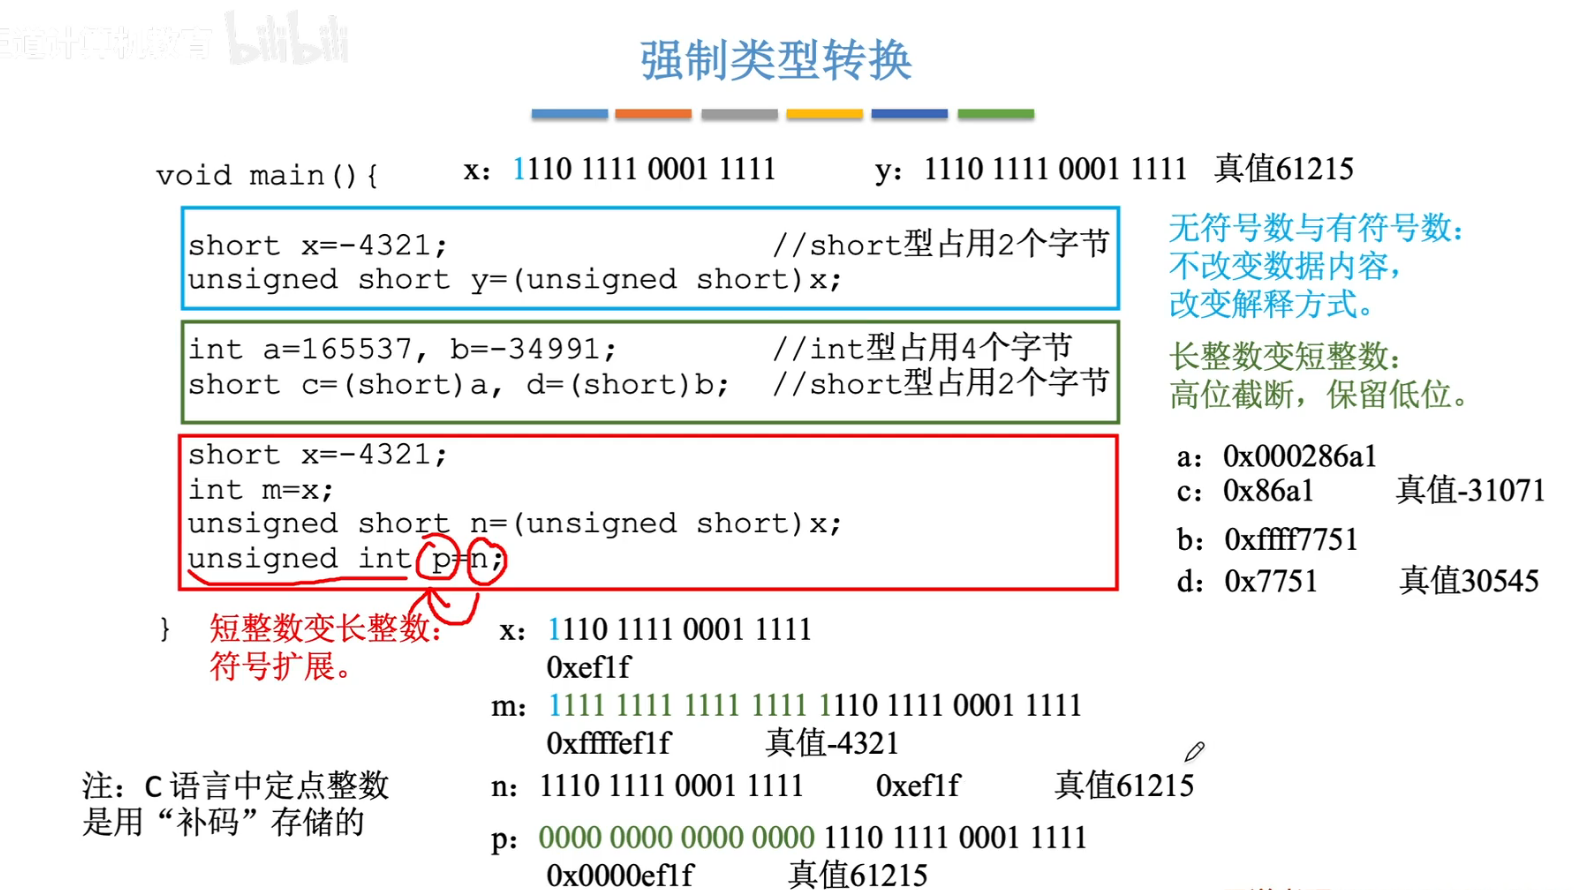 王道计算机教育 bilibili
强制类型转换
void main(){
x: 1110 1111 0001 1111
y: 1110 1111 0001 1111 真值61215
short x=-4321; //short型占用2个字节
unsigned short y=(unsigned short)x;
无符号数与有符号数:
不改变数据内容,
改变解释方式。
int a=165537, b=-34991; //int型占用4个字节
short c=(short)a, d=(short)b; //short型占用2个字节
长整数变短整数:
高位截断,保留低位。
short x=-4321;
int m=x;
unsigned short n=(unsigned short)x;
unsigned int p=n;
a: 0x000286a1
c: 0x86a1 真值-31071
b: 0xffff7751
d: 0x7751 真值30545
}
短整数变长整数:
符号扩展。
x: 1110 1111 0001 1111
0xef1f
m: 1111 1111 1111 1111 1110 1111 0001 1111
0xffffef1f 真值-4321
n: 1110 1111 0001 1111 0xef1f 真值61215
p: 0000 0000 0000 0000 1110 1111 0001 1111
0x0000ef1f 真值61215
注:C 语言中定点整数
是用“补码”存储的